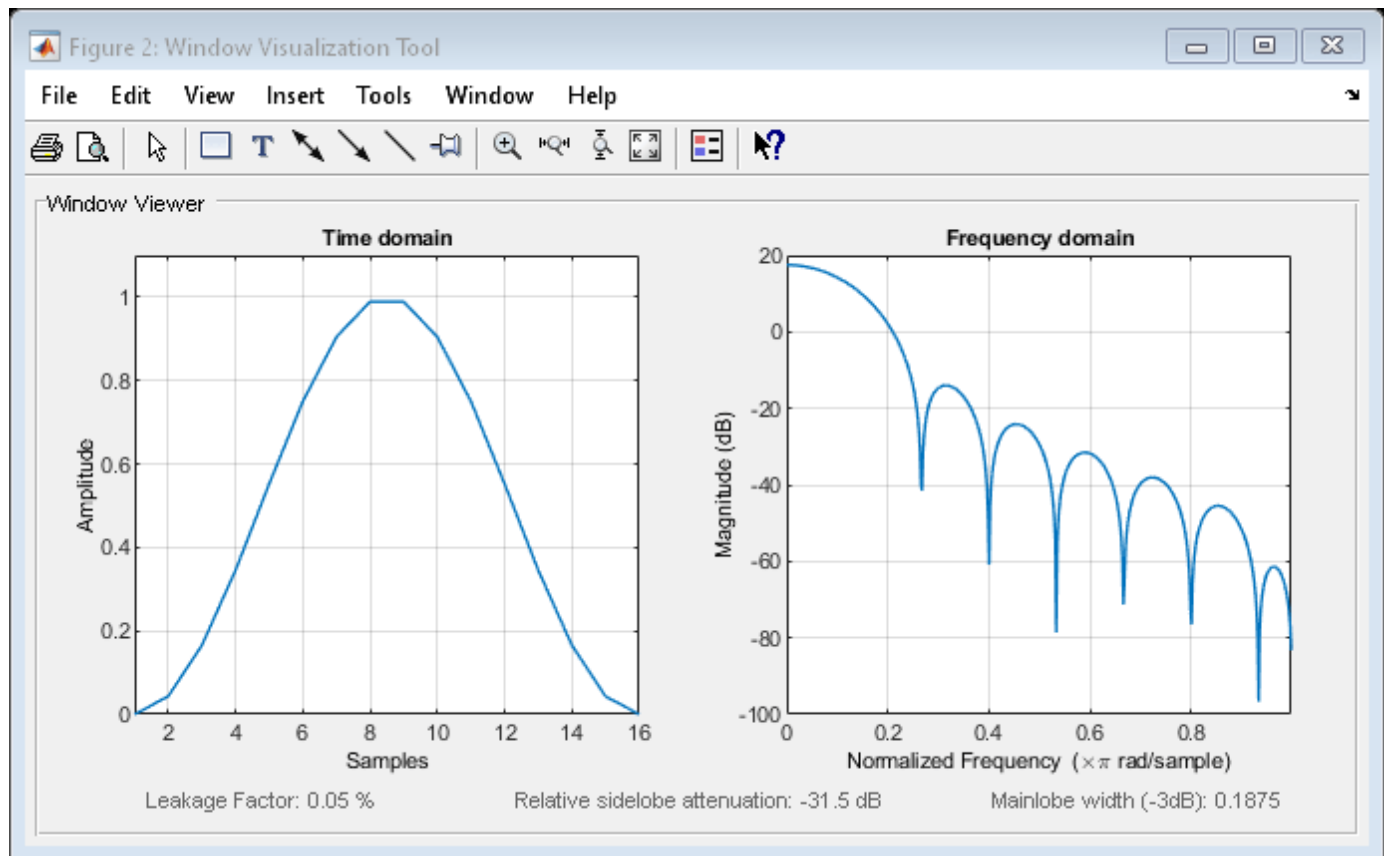 Figure 2: Window Visualization Tool
File Edit View Insert Tools Window Help
T
Window Viewer
Time domain
1
0.8
0.6
0.4
0.2
0
Amplitude
2 4 6 8 10 12 14 16
Samples
Frequency domain
20
0
-20
-40
-60
-80
-100
Magnitude (dB)
0 0.2 0.4 0.6 0.8
Normalized Frequency (×π rad/sample)
Leakage Factor: 0.05 %
Relative sidelobe attenuation: -31.5 dB
Mainlobe width (-3dB): 0.1875